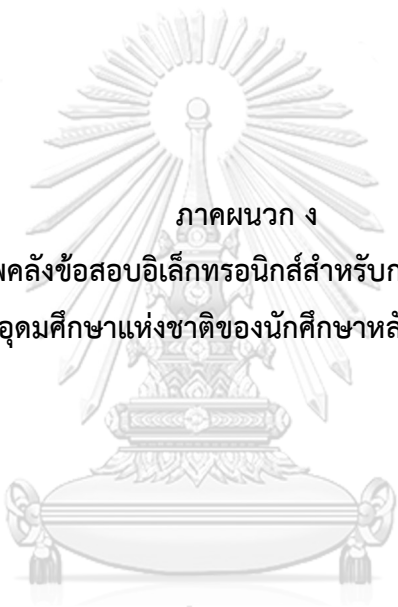 ภาคผนวก ง
คลังข้อสอบอิเล็กทรอนิกส์สำหรับก
อุดมศึกษาแห่งชาติของนักศึกษาหลั